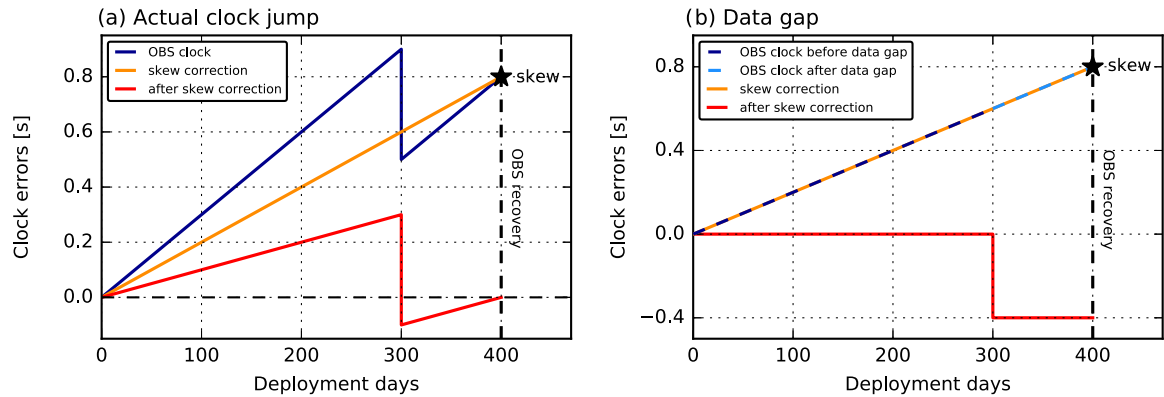 (a) Actual clock jump
OBS clock
skew correction
after skew correction
skew
OBS recovery
Clock errors [s]
0.8
0.6
0.4
0.2
0.0
0
100
200
300
400
Deployment days
(b) Data gap
OBS clock before data gap
OBS clock after data gap
skew correction
after skew correction
skew
OBS recovery
Clock errors [s]
0.8
0.4
0.0
−0.4
0
100
200
300
400
Deployment days